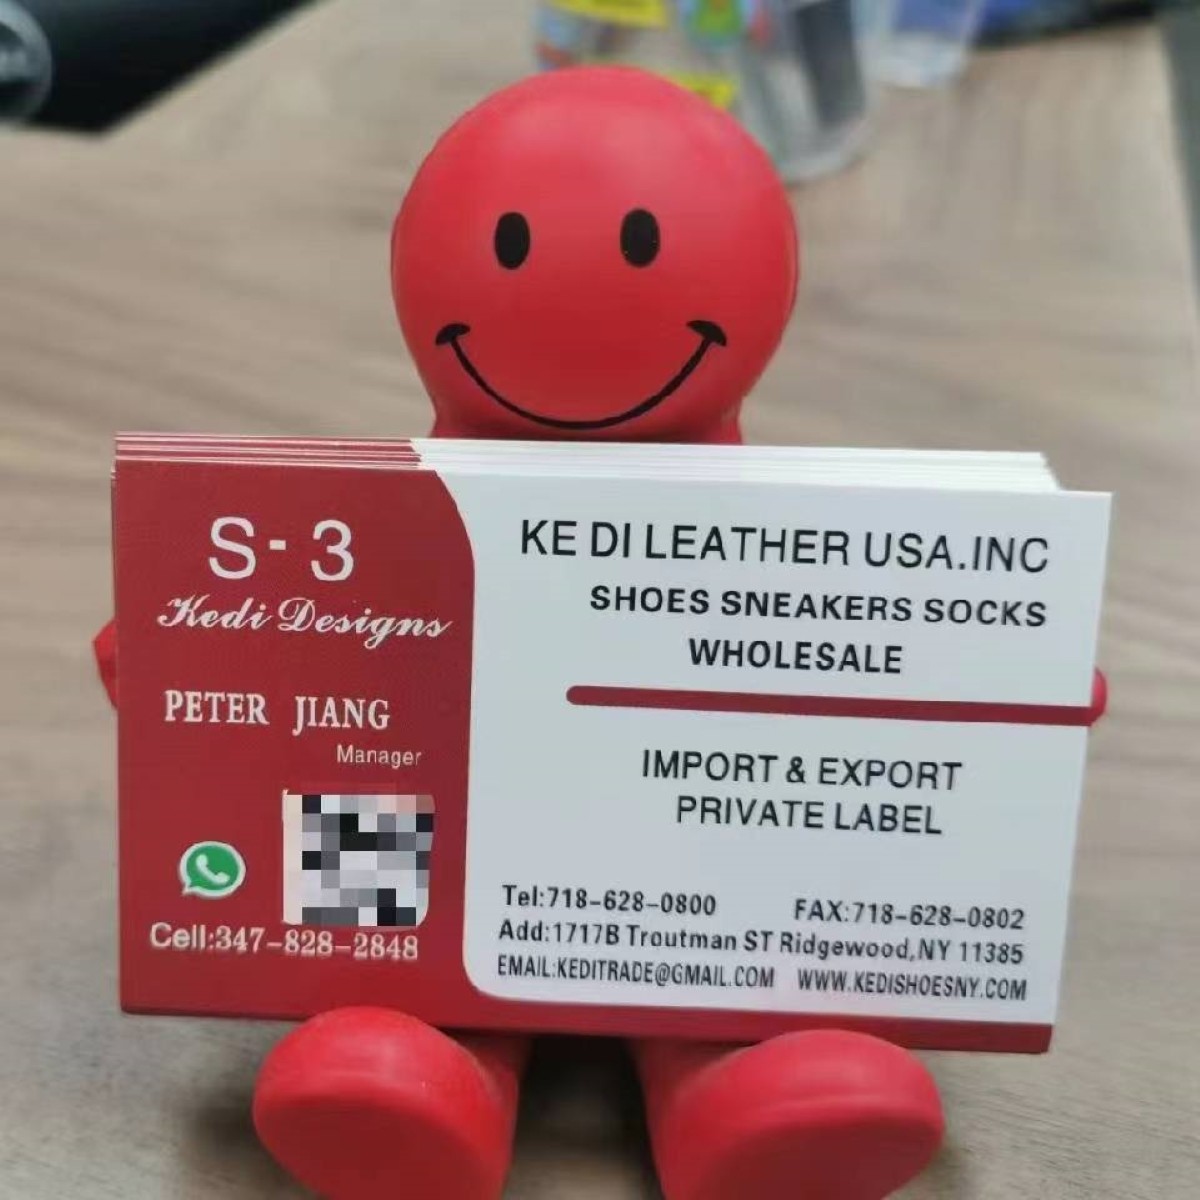 S-3
Kedi Designs
PETER JIANG
Manager
Cell:347-828-2848
KE DI LEATHER USA.INC
SHOES SNEAKERS SOCKS
WHOLESALE
IMPORT & EXPORT
PRIVATE LABEL
Tel:718-628-0800 FAX:718-628-0802
Add:1717B Troutman ST Ridgewood,NY 11385
EMAIL:KEDITRADE@GMAIL.COM WWW.KEDISHOESNY.COM